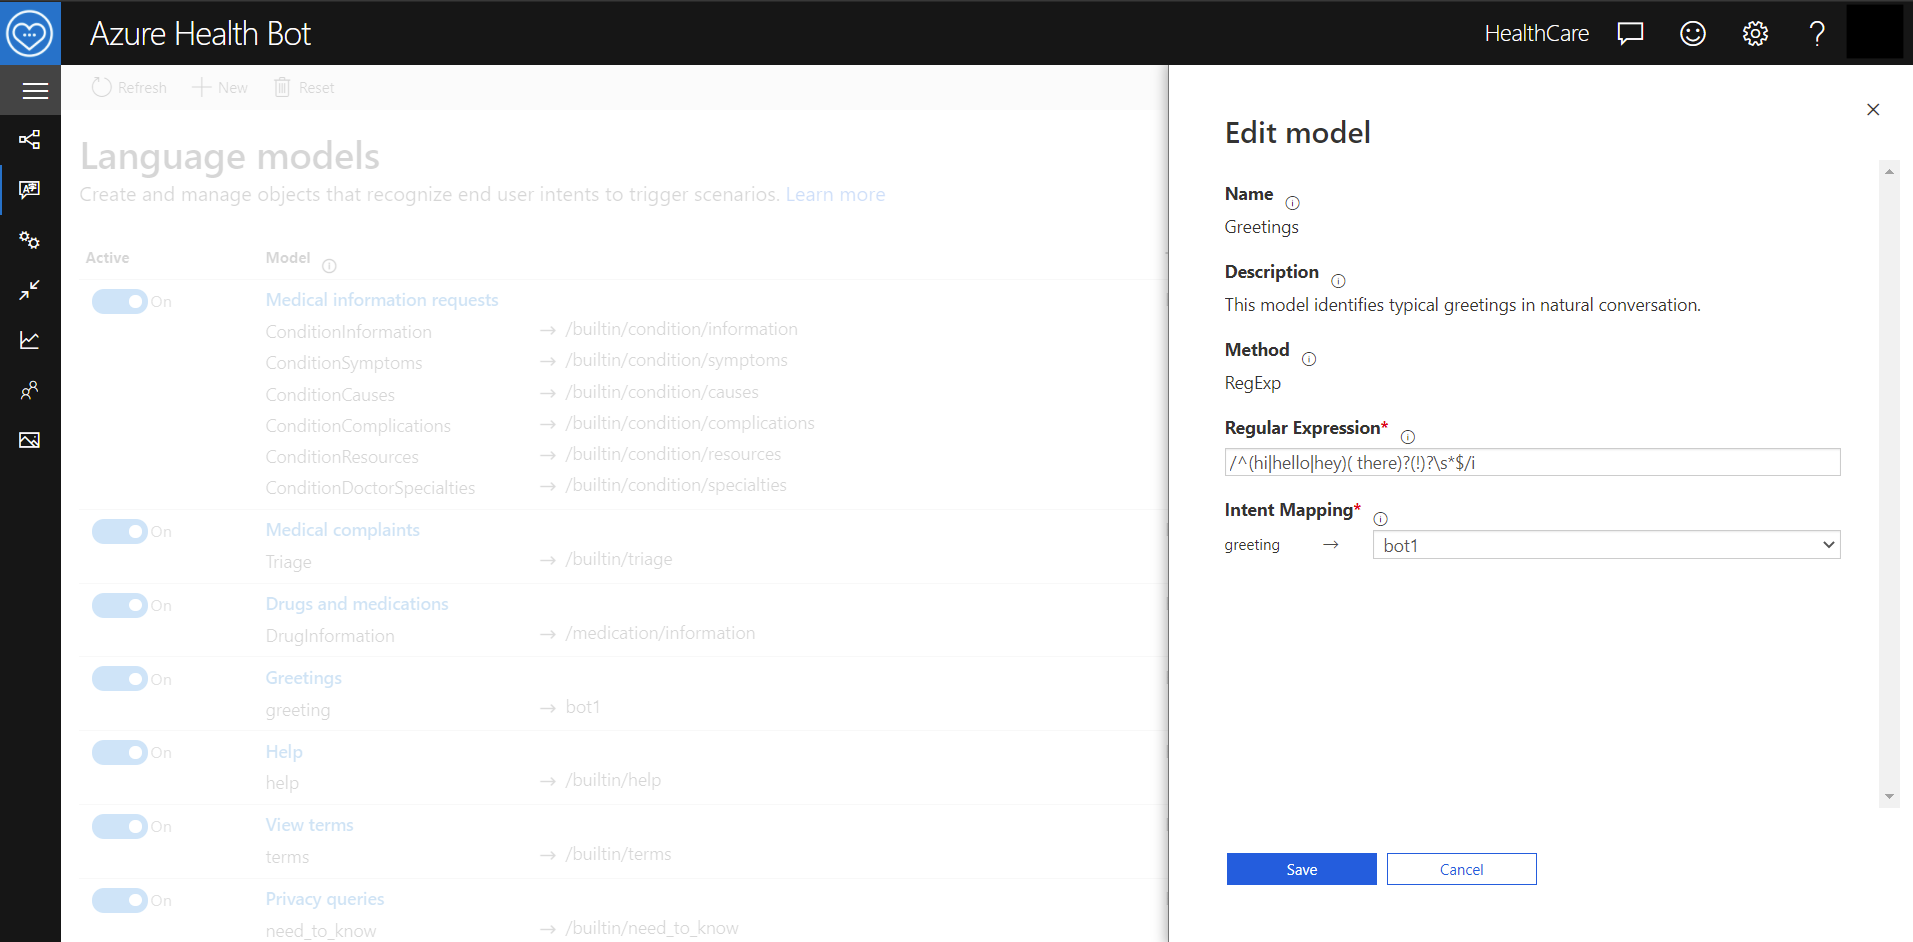 Azure Health Bot
HealthCare
Refresh
New
Reset
Language models
Create and manage objects that recognize end user intents to trigger scenarios. Learn more
Active Model
On Medical information requests
ConditionInformation → /builtin/condition/information
ConditionSymptoms → /builtin/condition/symptoms
ConditionCauses → /builtin/condition/causes
ConditionComplications → /builtin/condition/complications
ConditionResources → /builtin/condition/resources
ConditionDoctorSpecialties → /builtin/condition/specialties
On Medical complaints
Triage → /builtin/triage
On Drugs and medications
DrugInformation → /medication/information
On Greetings
greeting → bot1
On Help
help → /builtin/help
On View terms
terms → /builtin/terms
On Privacy queries
need_to_know → /builtin/need_to_know
Edit model
Name
Greetings
Description
This model identifies typical greetings in natural conversation.
Method
RegExp
Regular Expression*
/^(hi|hello|hey)( there)?(!)?\s*$/i
Intent Mapping*
greeting → bot1
Save
Cancel